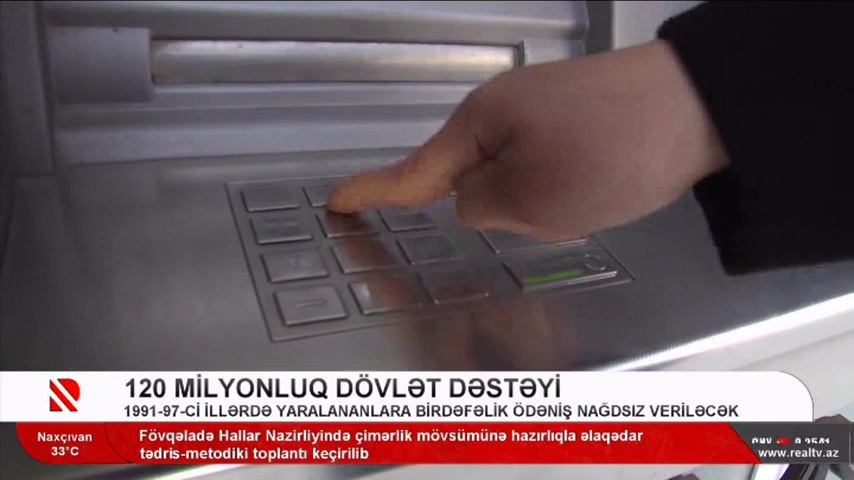 120 MİLYONLUQ DÖVLƏT DƏSTƏYİ
1991-97-Cİ İLLƏRDƏ YARALANANLARA BİRDƏFƏLİK ÖDƏNİŞ NAĞDSIZ VERİLƏCƏK
Naxçıvan
33°C
Fövqəladə Hallar Nazirliyində çimərlik mövsümünə hazırlıqla əlaqədar
tədris-metodiki toplantı keçirilib
www.realtv.az